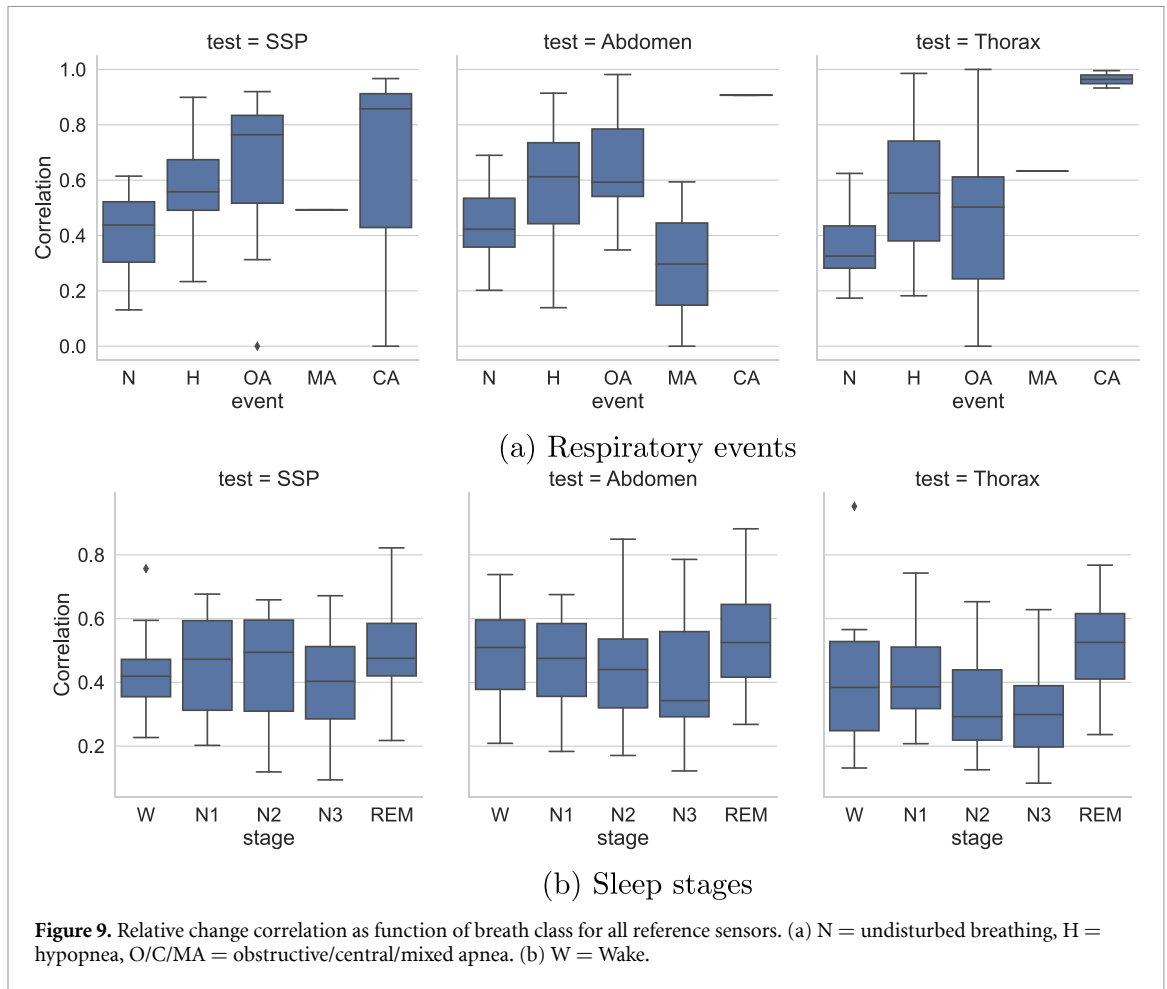 test = SSP
test = Abdomen
test = Thorax
1.0
0.8
0.6
0.4
0.2
0.0
Correlation
N H OA MA CA
event
N H OA MA CA
event
N H OA MA CA
event
(a) Respiratory events
test = SSP
test = Abdomen
test = Thorax
0.8
0.6
0.4
0.2
Correlation
W N1 N2 N3 REM
stage
W N1 N2 N3 REM
stage
W N1 N2 N3 REM
stage
(b) Sleep stages
Figure 9. Relative change correlation as function of breath class for all reference sensors. (a) N = undisturbed breathing, H =
hypopnea, O/C/MA = obstructive/central/mixed apnea. (b) W = Wake.